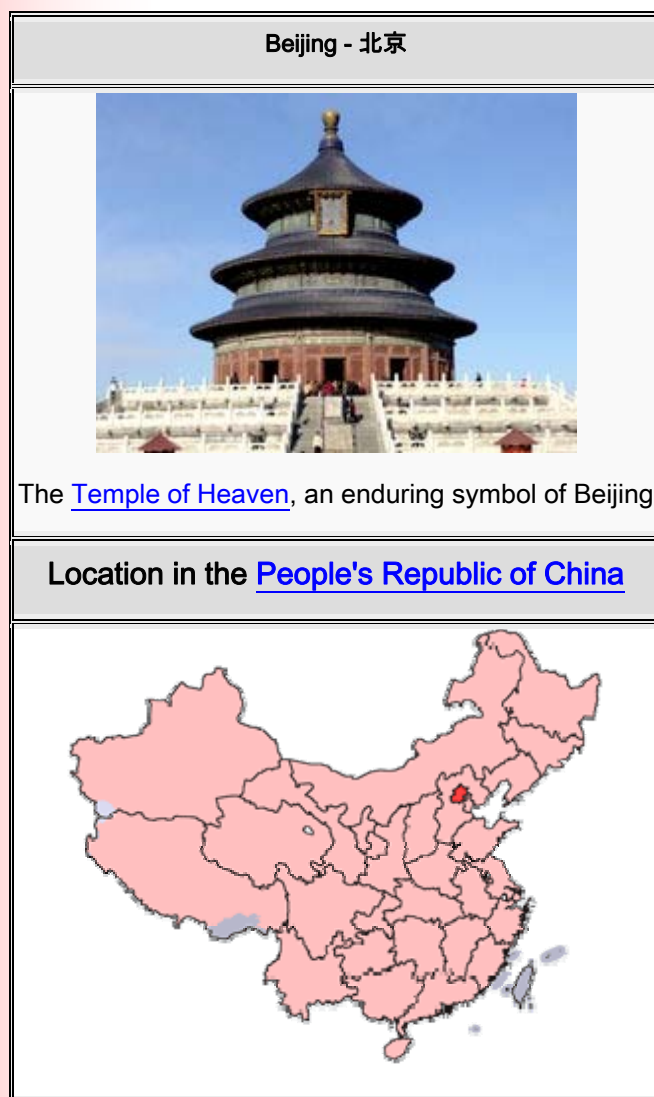 Beijing - 北京
The Temple of Heaven, an enduring symbol of Beijing
Location in the People's Republic of China